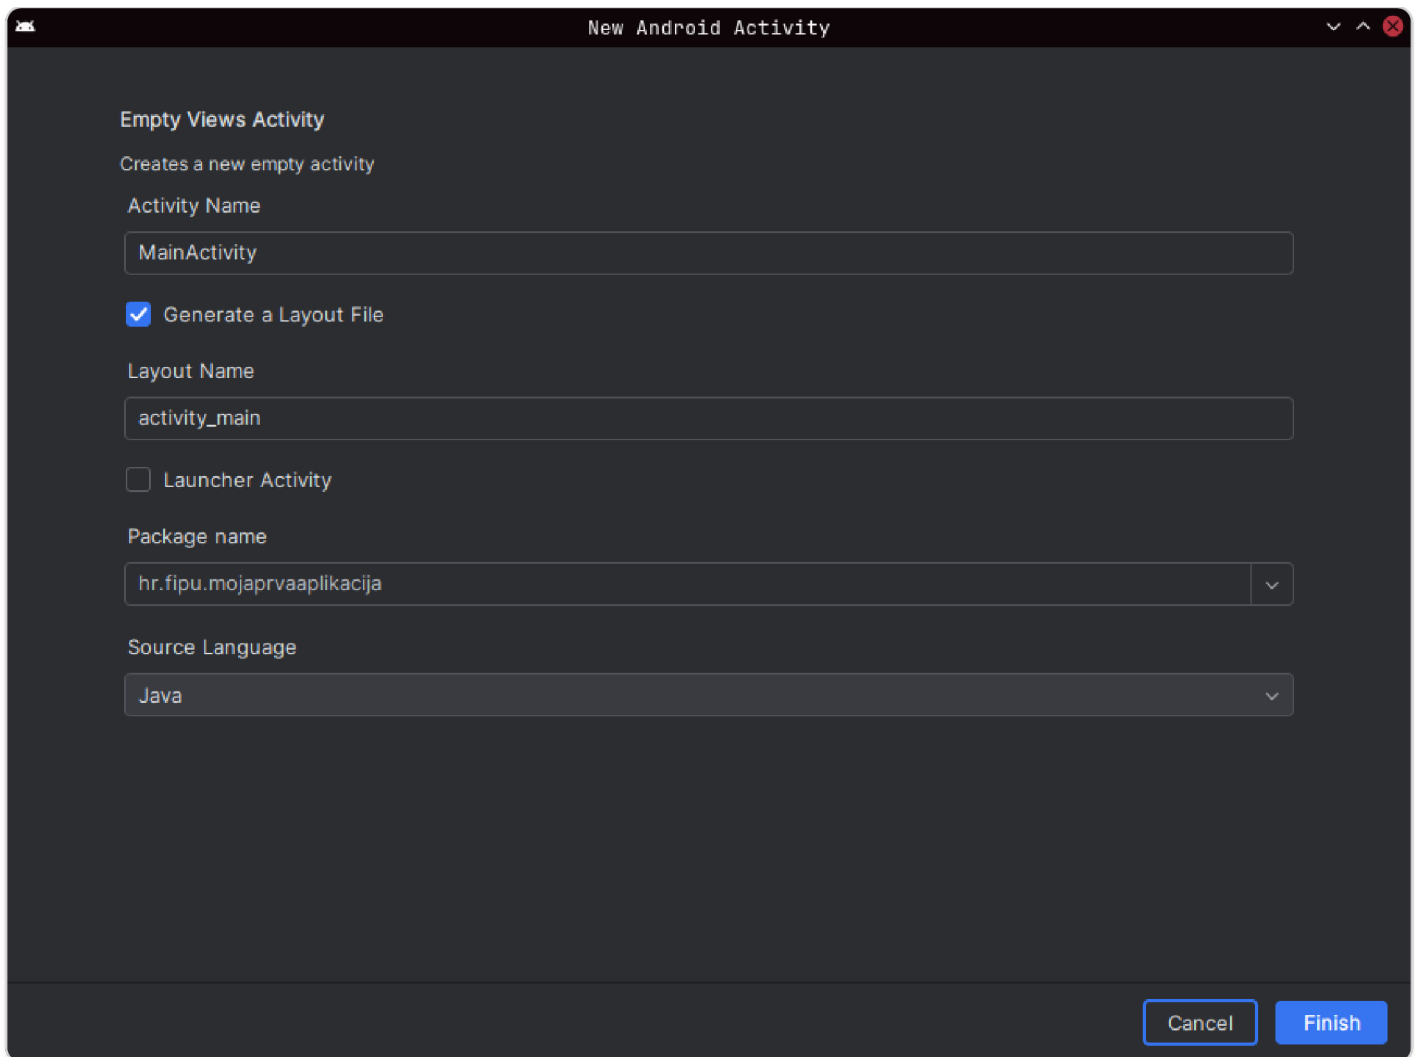 New Android Activity
Empty Views Activity
Creates a new empty activity
Activity Name
MainActivity
Generate a Layout File
Layout Name
activity_main
Launcher Activity
Package name
hr.fipu.mojaprvaaplikacija
Source Language
Java
Cancel Finish